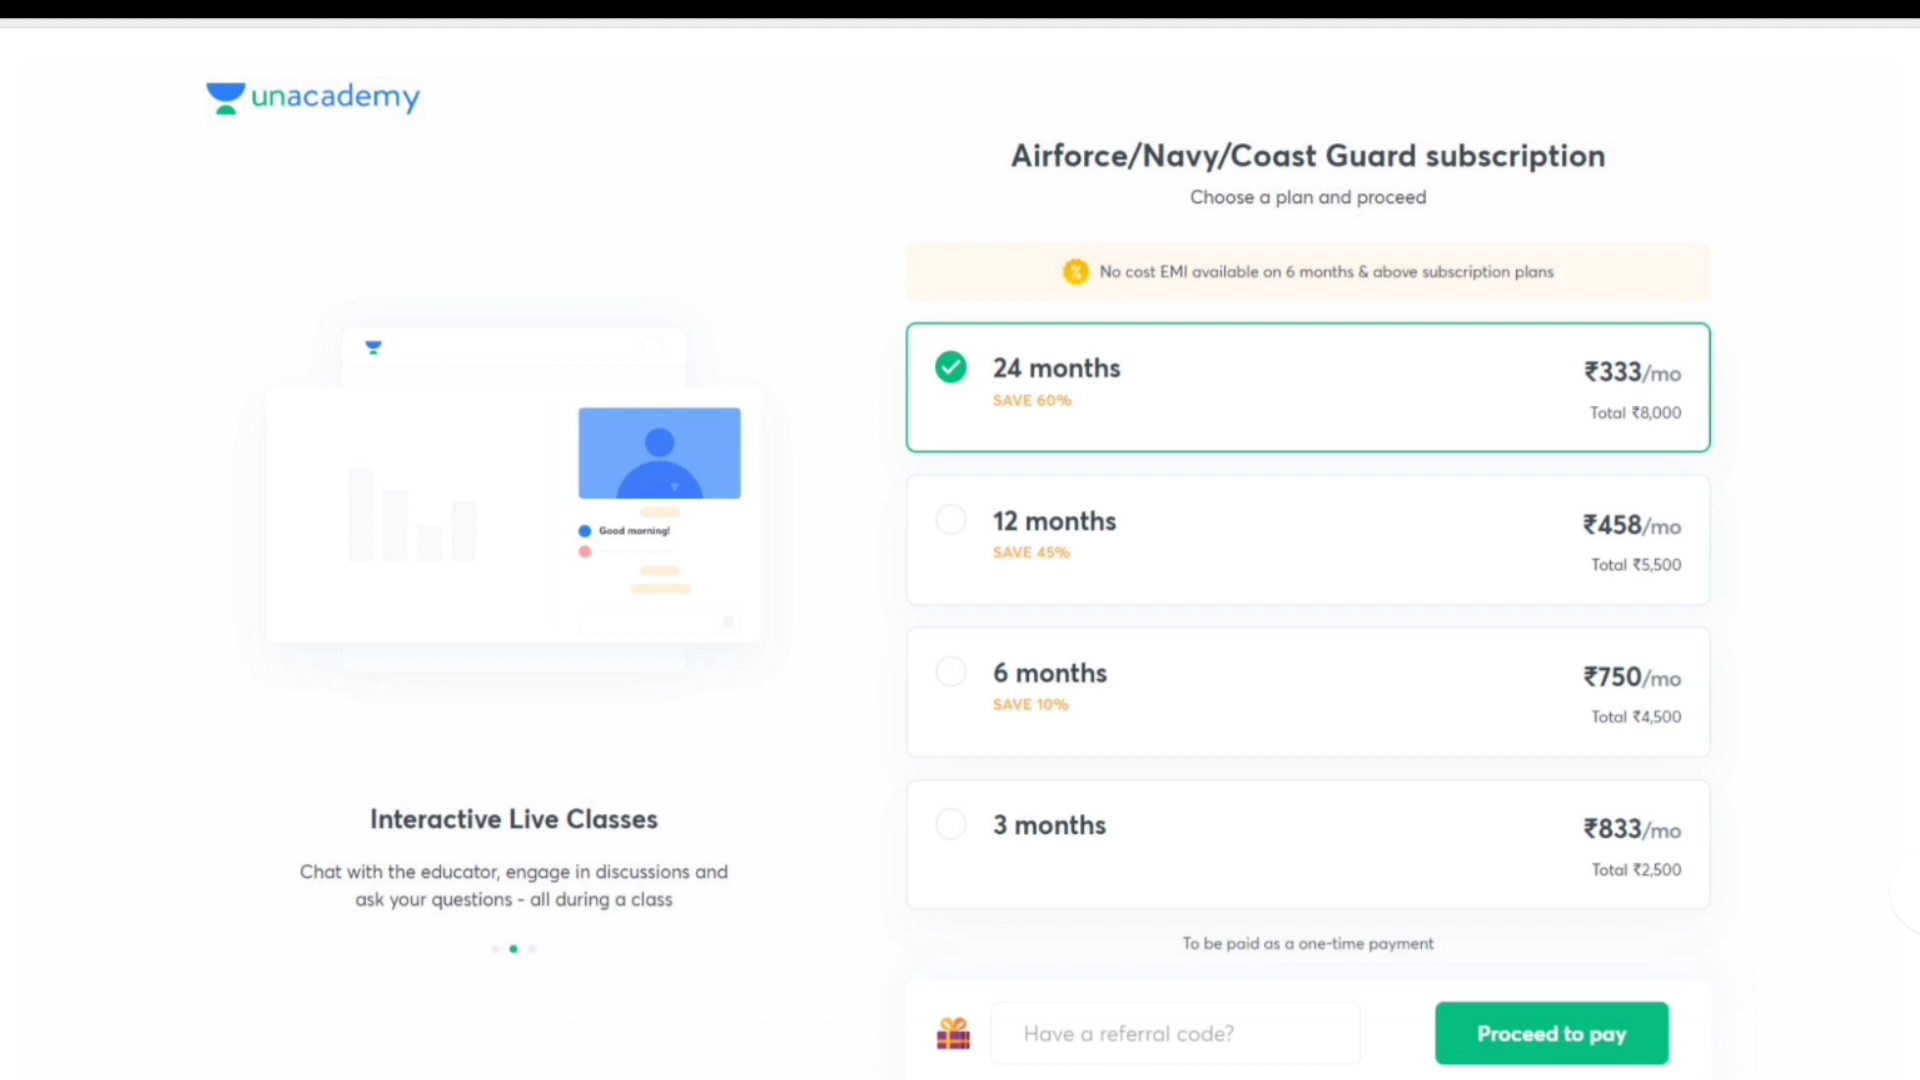 unacademy
Airforce/Navy/Coast Guard subscription
Choose a plan and proceed
No cost EMI available on 6 months & above subscription plans
24 months
₹333/mo
SAVE 60%
Total ₹8,000
12 months
₹458/mo
SAVE 45%
Total ₹5,500
6 months
₹750/mo
SAVE 10%
Total ₹4,500
3 months
₹833/mo
Total ₹2,500
To be paid as a one-time payment
Have a referral code?
Proceed to pay
Good morning!
Interactive Live Classes
Chat with the educator, engage in discussions and
ask your questions - all during a class